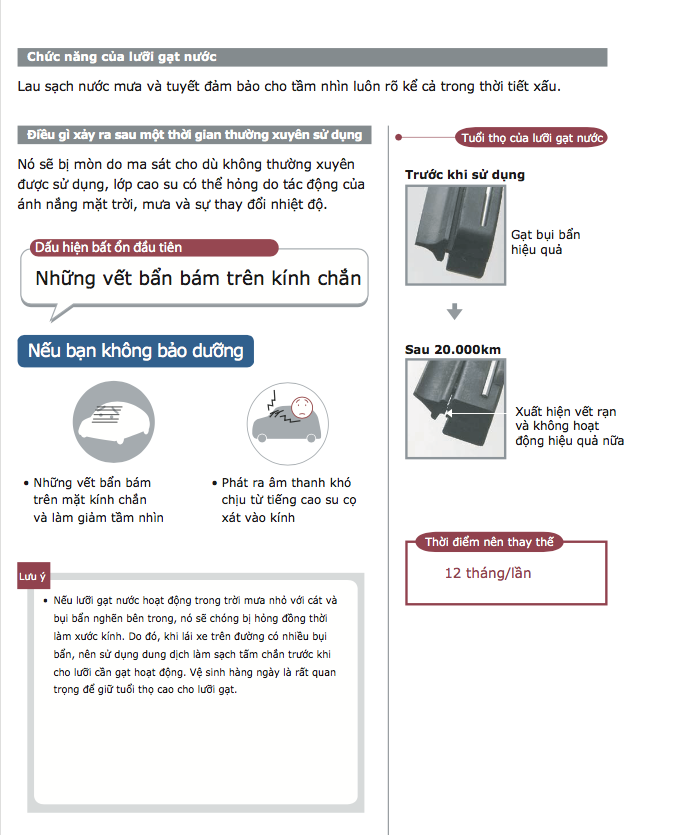 Chức năng của lưỡi gạt nước
Lau sạch nước mưa và tuyết đảm bảo cho tầm nhìn luôn rõ kể cả trong thời tiết xấu.
Điều gì xảy ra sau một thời gian thường xuyên sử dụng
Nó sẽ bị mòn do ma sát cho dù không thường xuyên
được sử dụng, lớp cao su có thể hỏng do tác động của
ánh nắng mặt trời, mưa và sự thay đổi nhiệt độ.
Dấu hiện bất ổn đầu tiên
Những vết bẩn bám trên kính chắn
Nếu bạn không bảo dưỡng
• Những vết bẩn bám
trên mặt kính chắn
và làm giảm tầm nhìn
• Phát ra âm thanh khó
chịu từ tiếng cao su cọ
xát vào kính
Lưu ý
• Nếu lưỡi gạt nước hoạt động trong trời mưa nhỏ với cát và
bụi bẩn nghẽn bên trong, nó sẽ chóng bị hỏng đồng thời
làm xước kính. Do đó, khi lái xe trên đường có nhiều bụi
bẩn, nên sử dụng dung dịch làm sạch tấm chắn trước khi
cho lưỡi cần gạt hoạt động. Vệ sinh hàng ngày là rất quan
trọng để giữ tuổi thọ cao cho lưỡi gạt.
Tuổi thọ của lưỡi gạt nước
Trước khi sử dụng
Gạt bụi bẩn
hiệu quả
Sau 20.000km
Xuất hiện vết rạn
và không hoạt
động hiệu quả nữa
Thời điểm nên thay thế
12 tháng/lần